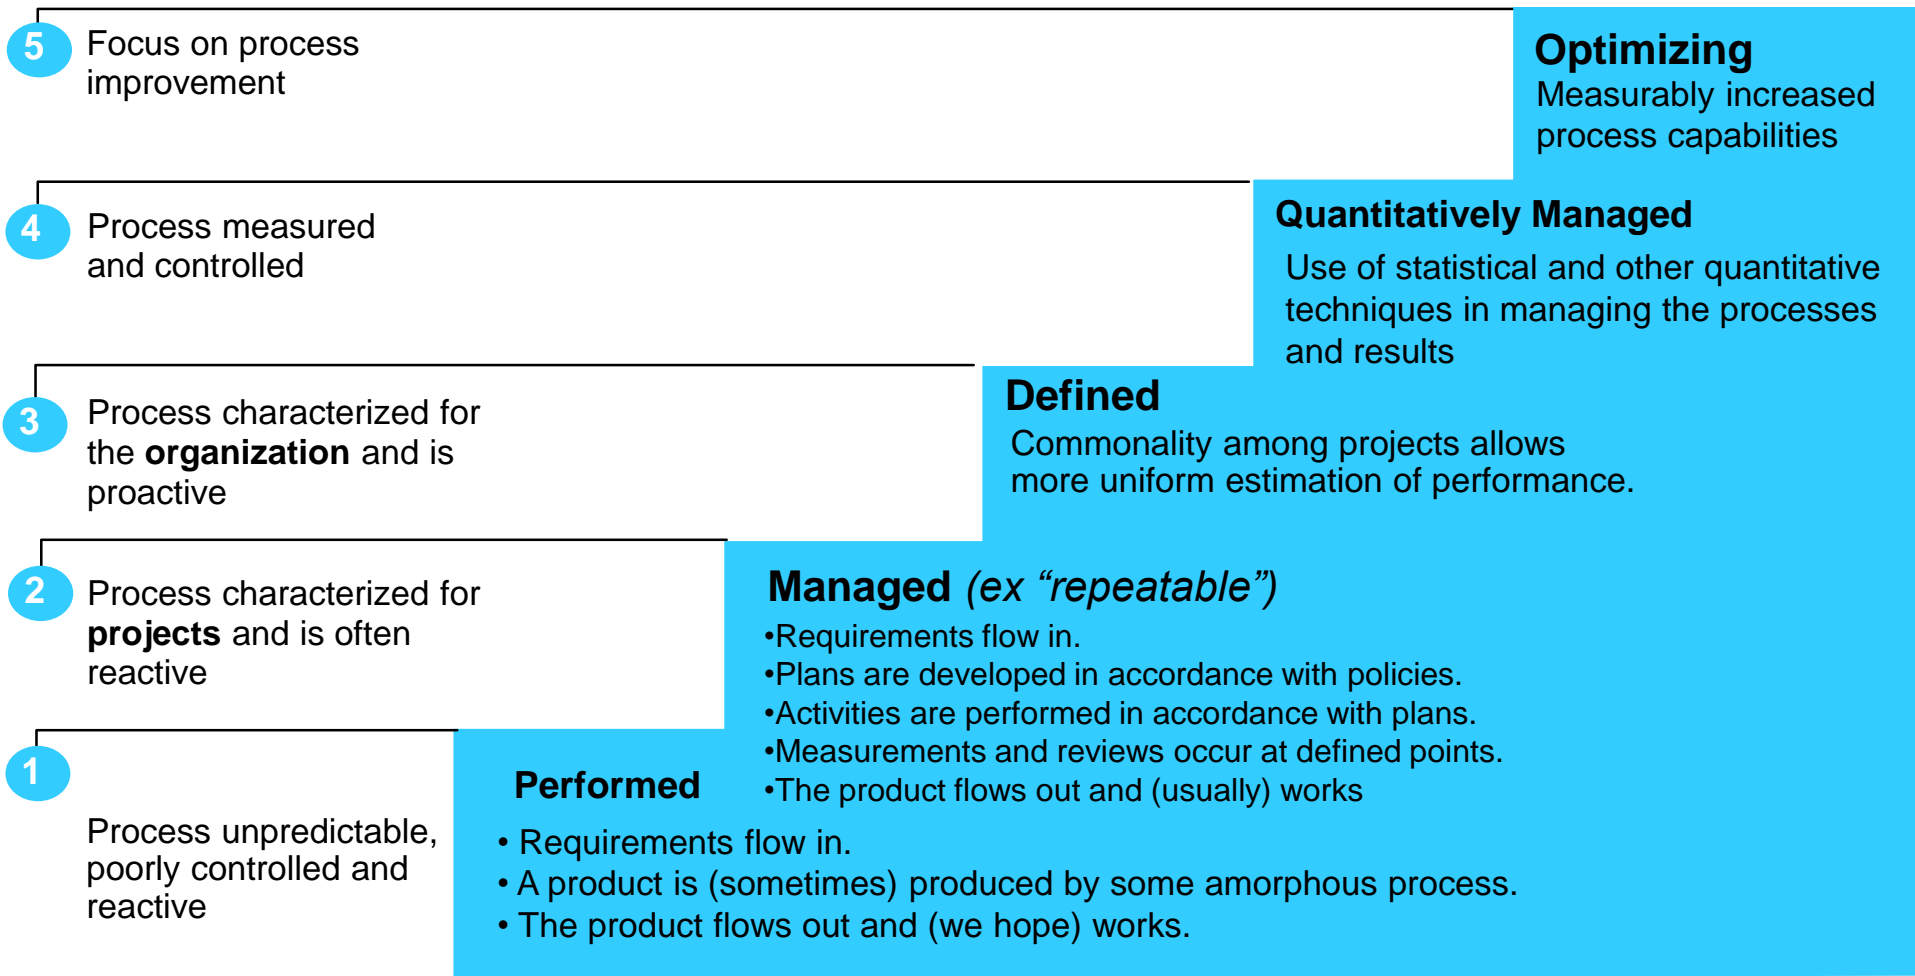 5
Focus on process
improvement
Optimizing
Measurably increased
process capabilities
4
Process measured
and controlled
Quantitatively Managed
Use of statistical and other quantitative
techniques in managing the processes
and results
3
Process characterized for
the organization and is
proactive
Defined
Commonality among projects allows
more uniform estimation of performance.
2
Process characterized for
projects and is often
reactive
Managed (ex “repeatable”)
•Requirements flow in.
•Plans are developed in accordance with policies.
•Activities are performed in accordance with plans.
•Measurements and reviews occur at defined points.
•The product flows out and (usually) works
1
Process unpredictable,
poorly controlled and
reactive
Performed
• Requirements flow in.
• A product is (sometimes) produced by some amorphous process.
• The product flows out and (we hope) works.